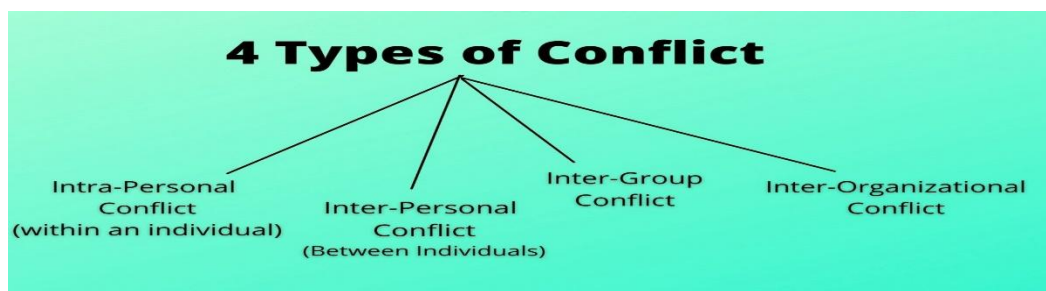 4 Types of Conflict
Intra-Personal
Conflict
(within an individual)
Inter-Personal
Conflict
(Between Individuals)
Inter-Group
Conflict
Inter-Organizational
Conflict